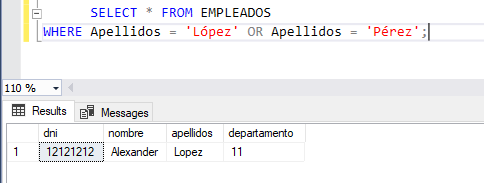 SELECT * FROM EMPLEADOS
WHERE Apellidos = 'López' OR Apellidos = 'Pérez';
110 %
Results Messages
dni nombre apellidos departamento
1 12121212 Alexander Lopez 11